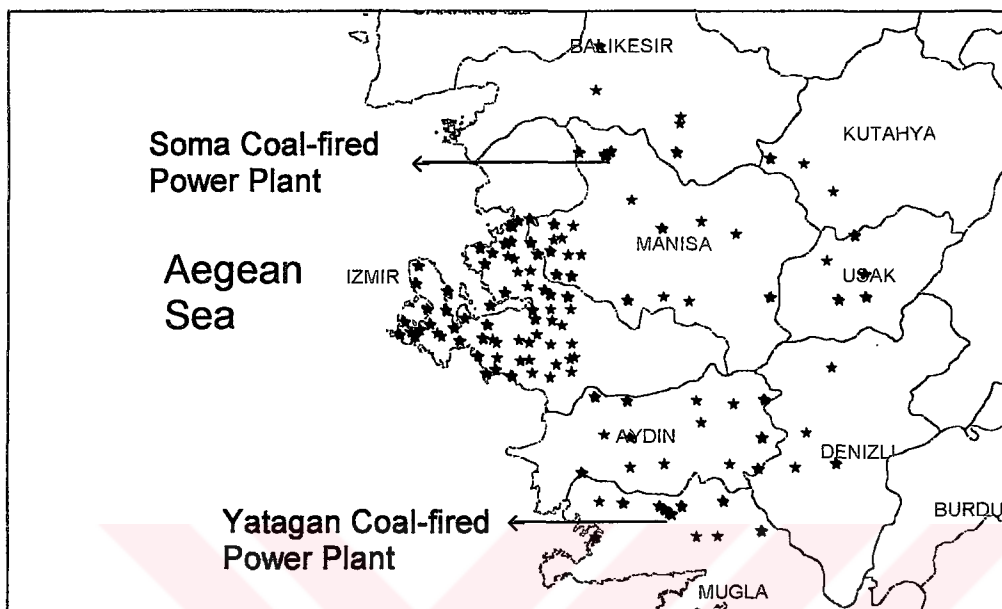 BALIKESIR
KUTAHYA
Soma Coal-fired
Power Plant
MANISA
Aegean
Sea
IZMIR
USAK
AYDIN
DENIZLI
BURDU
Yatagan Coal-fired
Power Plant
MUGLA